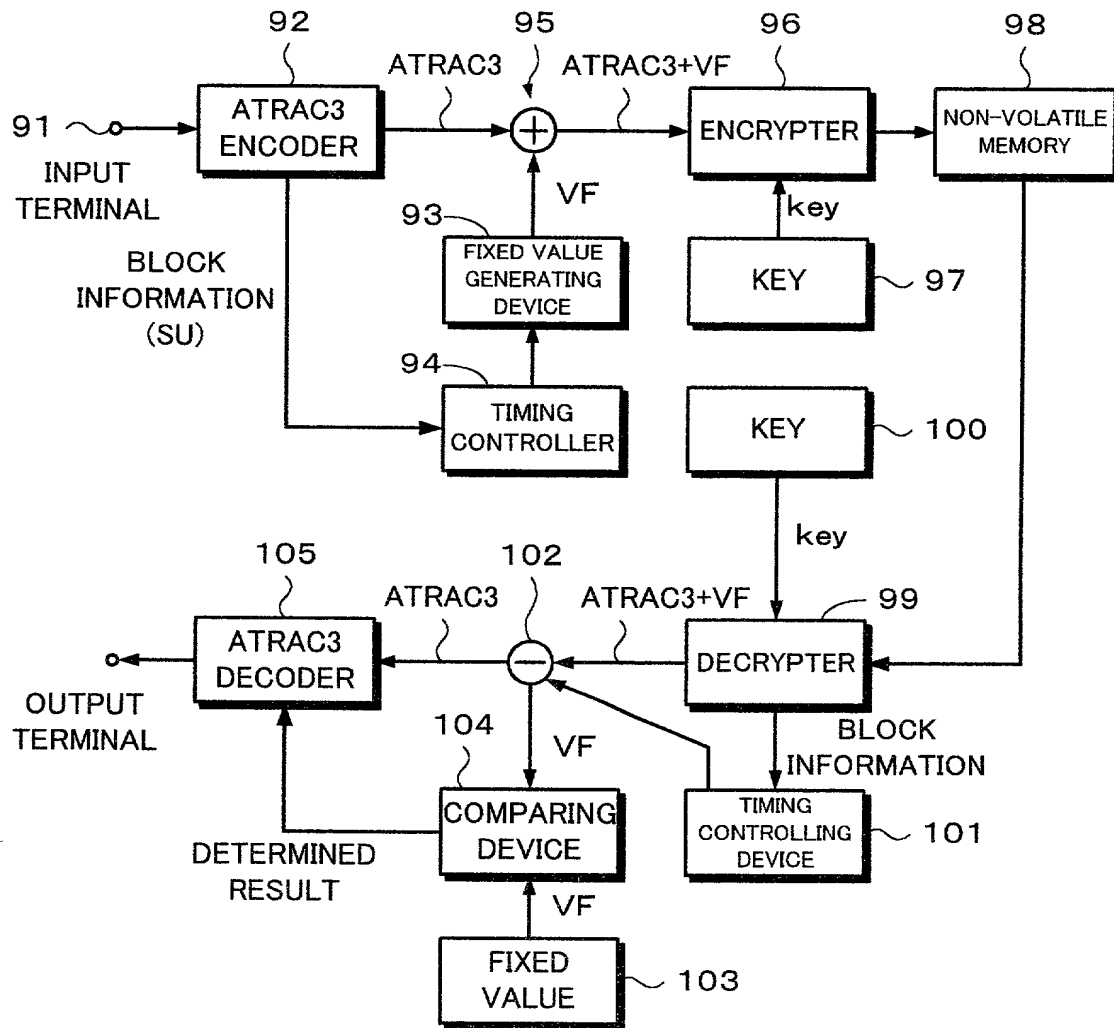 92
95
96
98
ATRAC3
ATRAC3+VF
91
ATRAC3
ENCODER
ENCRYPTER
NON-VOLATILE
MEMORY
INPUT
TERMINAL
VF
key
93
BLOCK
INFORMATION
(SU)
FIXED VALUE
GENERATING
DEVICE
KEY
97
94
TIMING
CONTROLLER
KEY
100
key
105
102
ATRAC3
ATRAC3+VF
99
ATRAC3
DECODER
DECRYPTER
OUTPUT
TERMINAL
104
VF
BLOCK
INFORMATION
COMPARING
DEVICE
TIMING
CONTROLLING
DEVICE
101
DETERMINED
RESULT
VF
FIXED
VALUE
103